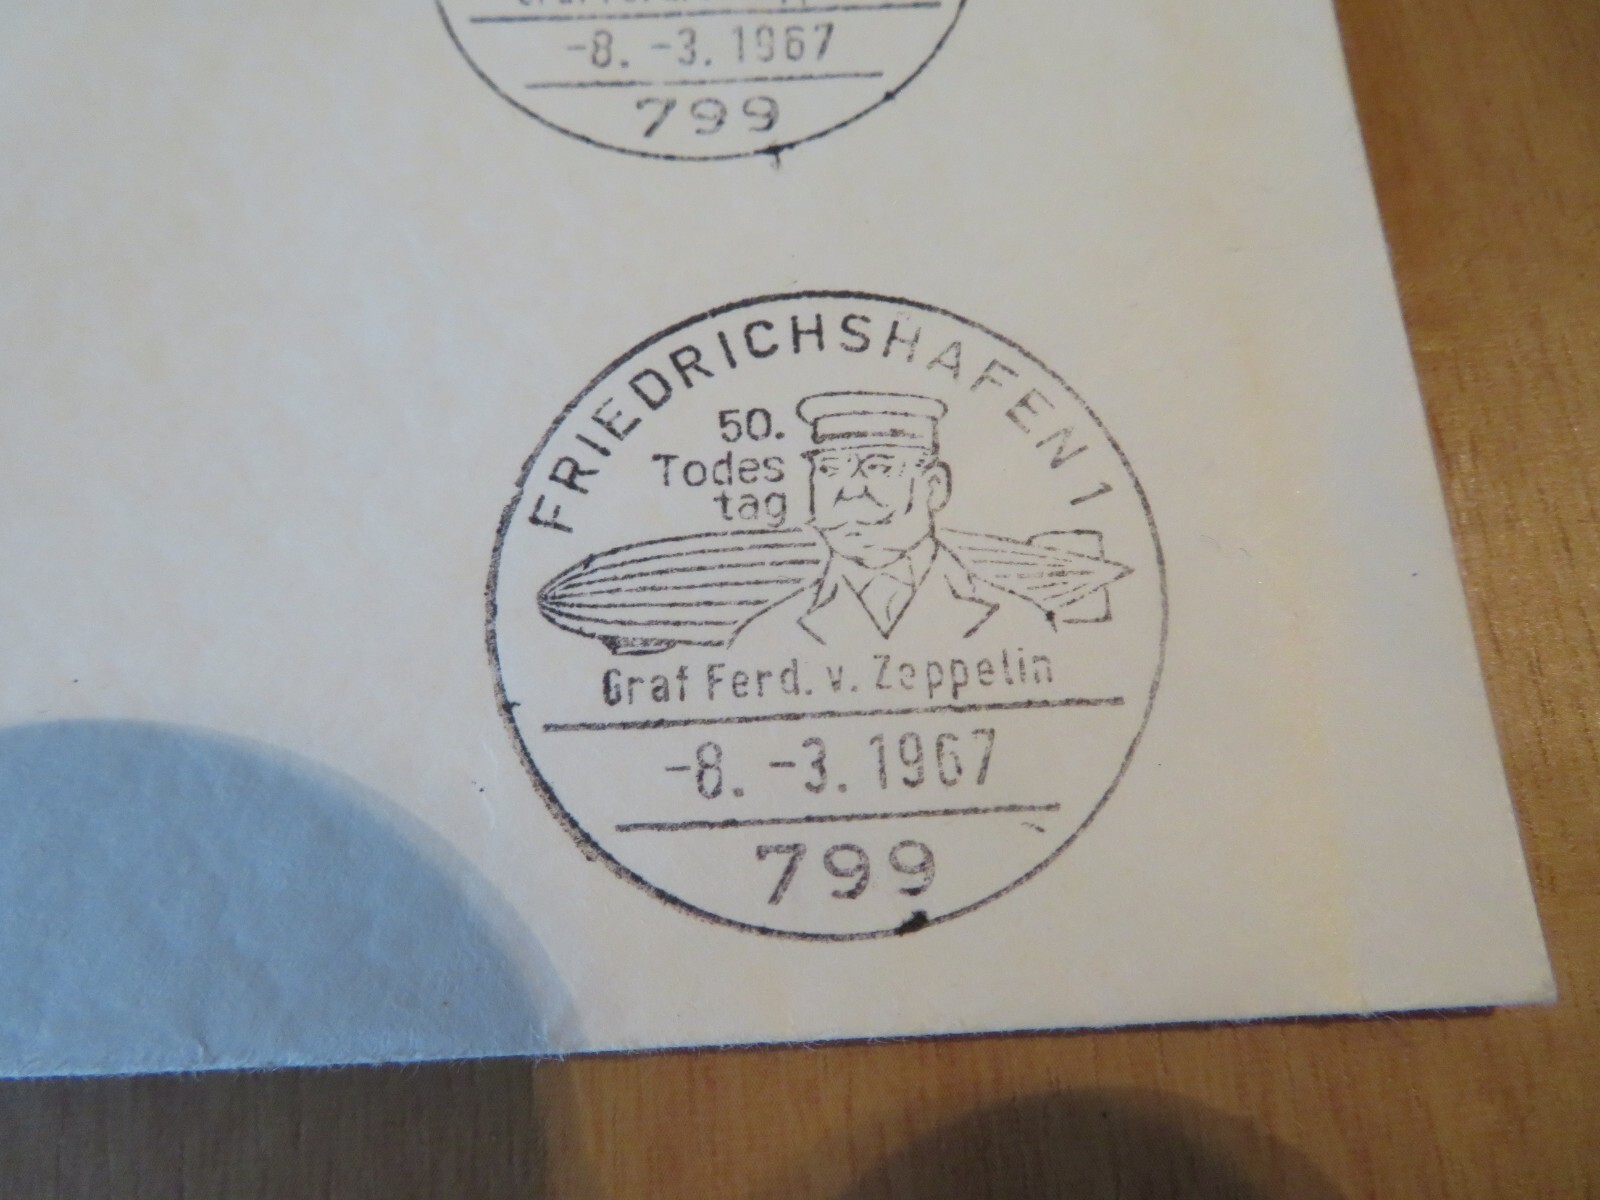 -8. -3. 1967
799
FRIEDRICHSHAFEN 1
50.
Todes
tag
Graf Ferd. v. Zeppelin
-8. -3. 1967
799